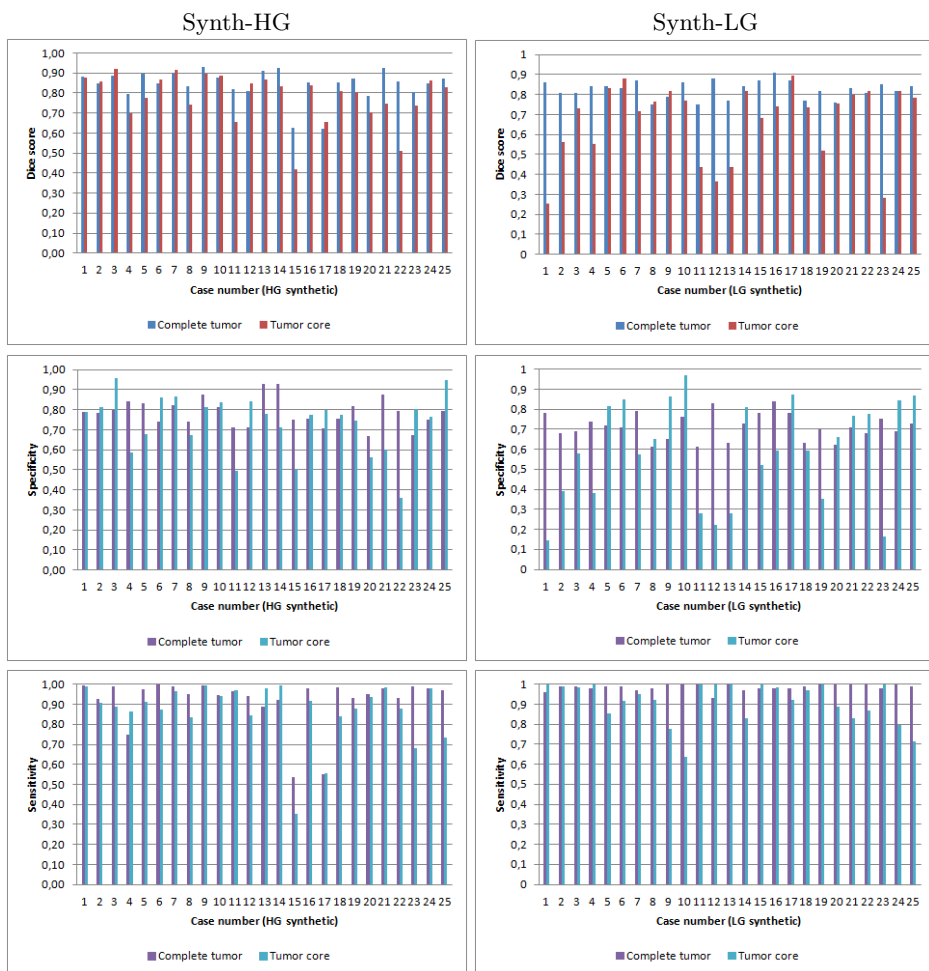 Synth-HG
Synth-LG
Dice score
1,00
0,90
0,80
0,70
0,60
0,50
0,40
0,30
0,20
0,10
0,00
1 2 3 4 5 6 7 8 9 10 11 12 13 14 15 16 17 18 19 20 21 22 23 24 25
Case number (HG synthetic)
Complete tumor Tumor core
Dice score
1
0,9
0,8
0,7
0,6
0,5
0,4
0,3
0,2
0,1
0
1 2 3 4 5 6 7 8 9 10 11 12 13 14 15 16 17 18 19 20 21 22 23 24 25
Case number (LG synthetic)
Complete tumor Tumor core
Specificity
1,00
0,90
0,80
0,70
0,60
0,50
0,40
0,30
0,20
0,10
0,00
1 2 3 4 5 6 7 8 9 10 11 12 13 14 15 16 17 18 19 20 21 22 23 24 25
Case number (HG synthetic)
Complete tumor Tumor core
Specificity
1
0,9
0,8
0,7
0,6
0,5
0,4
0,3
0,2
0,1
0
1 2 3 4 5 6 7 8 9 10 11 12 13 14 15 16 17 18 19 20 21 22 23 24 25
Case number (LG synthetic)
Complete tumor Tumor core
Sensitivity
1,00
0,90
0,80
0,70
0,60
0,50
0,40
0,30
0,20
0,10
0,00
1 2 3 4 5 6 7 8 9 10 11 12 13 14 15 16 17 18 19 20 21 22 23 24 25
Case number (HG synthetic)
Complete tumor Tumor core
Sensitivity
1
0,9
0,8
0,7
0,6
0,5
0,4
0,3
0,2
0,1
0
1 2 3 4 5 6 7 8 9 10 11 12 13 14 15 16 17 18 19 20 21 22 23 24 25
Case number (LG synthetic)
Complete tumor Tumor core